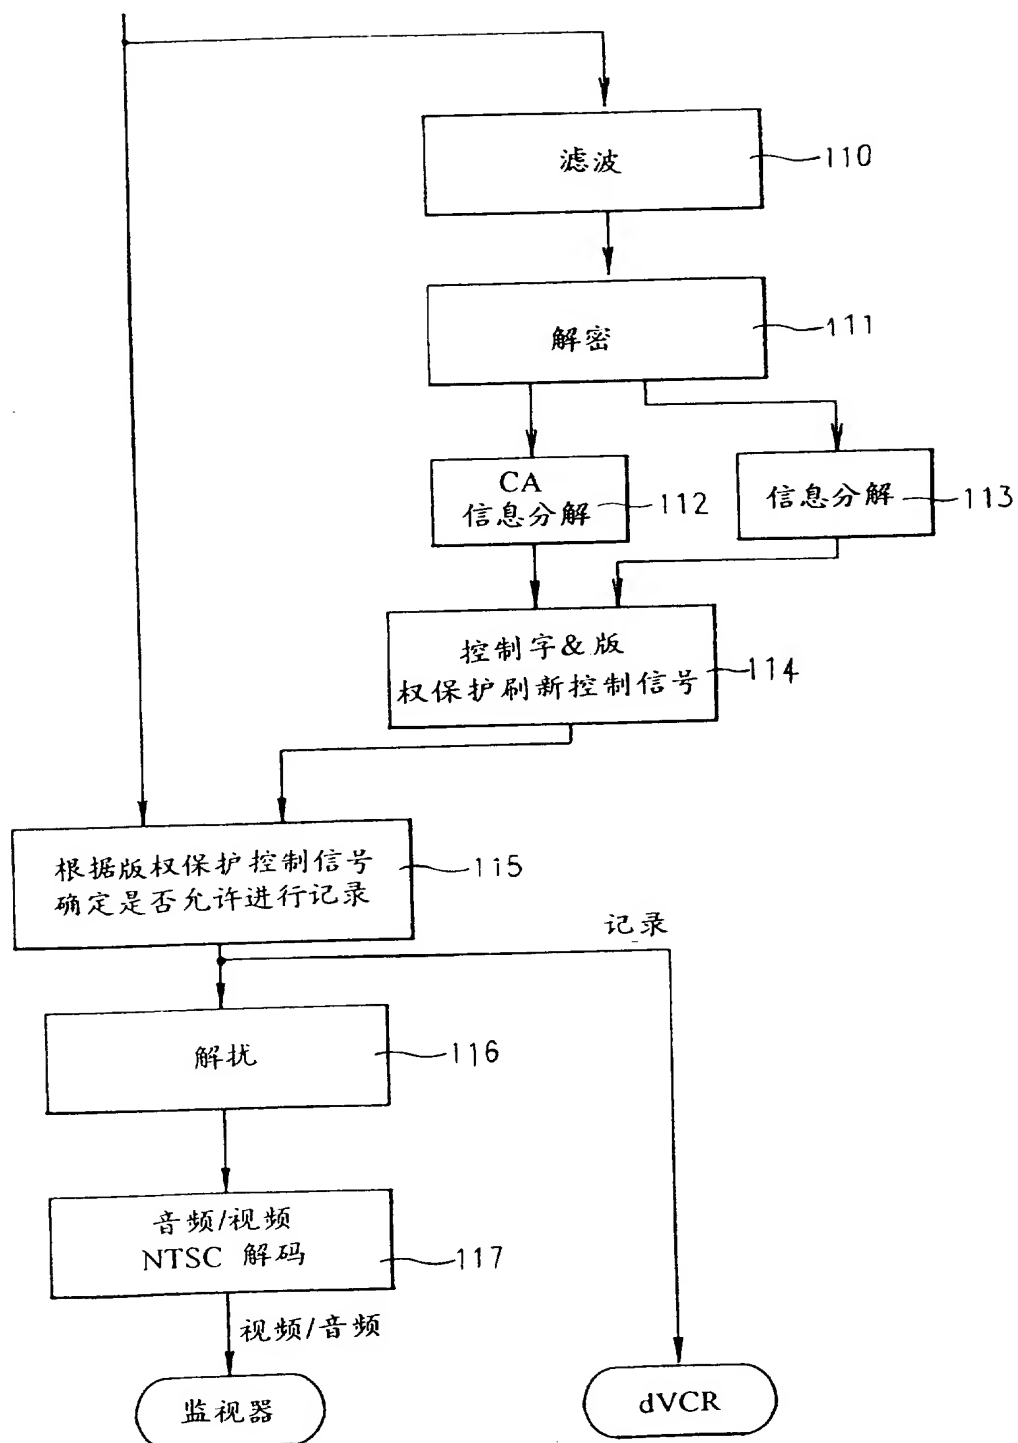 滤波
110
解密
111
CA
信息分解
112
信息分解
113
控制字&版
权保护刷新控制信号
114
根据版权保护控制信号
确定是否允许进行记录
115
记录
解扰
116
音频/视频
NTSC 解码
117
视频/音频
监视器
dVCR